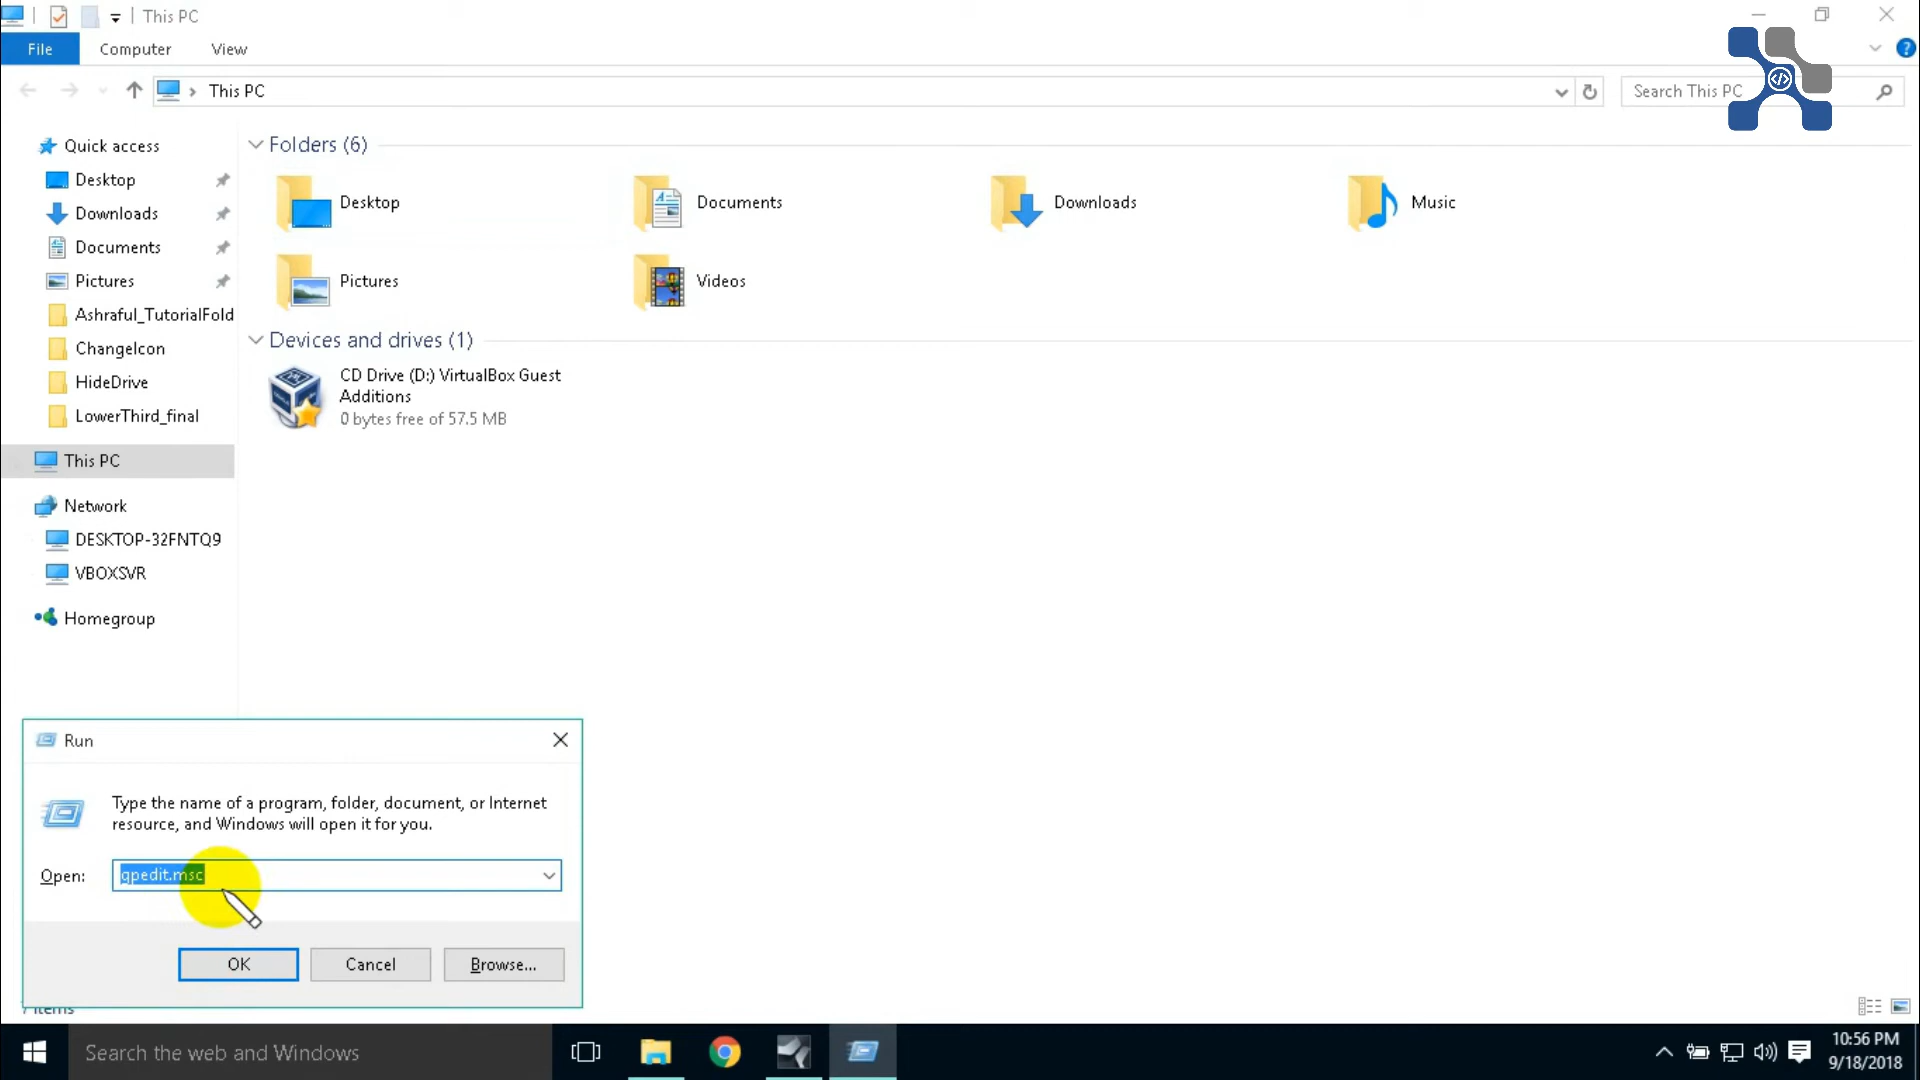 This PC
File
Computer
View
This PC
Search This PC
Quick access
Desktop
Downloads
Documents
Pictures
Ashraful_TutorialFold
ChangeIcon
HideDrive
LowerThird_final
This PC
Network
DESKTOP-32FNTQ9
VBOXSVR
Homegroup
Folders (6)
Desktop
Documents
Downloads
Music
Pictures
Videos
Devices and drives (1)
CD Drive (D:) VirtualBox Guest
Additions
0 bytes free of 57.5 MB
Run
Type the name of a program, folder, document, or Internet
resource, and Windows will open it for you.
Open:
gpedit.msc
OK
Cancel
Browse...
7 items
Search the web and Windows
10:56 PM
9/18/2018